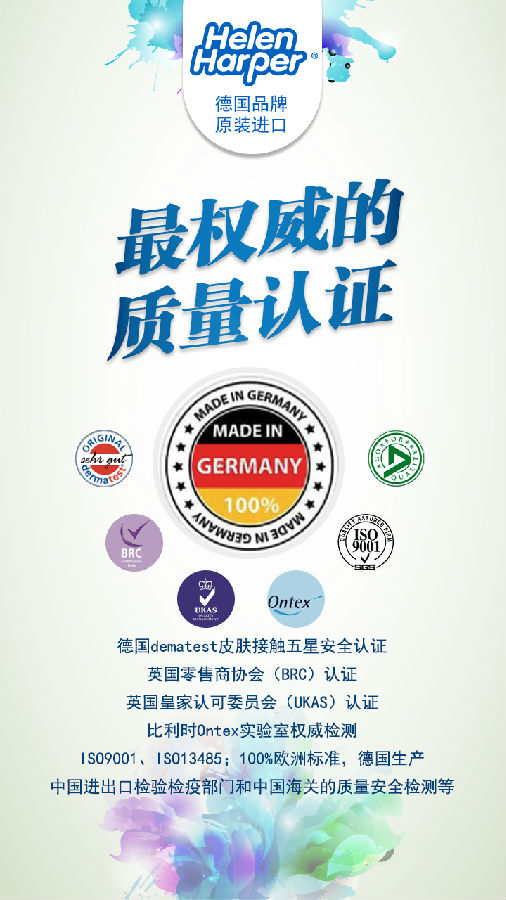 Helen
Harper®
德国品牌
原装进口
最权威的
质量认证
MADE IN GERMANY
MADE IN
GERMANY
100%
MADE IN GERMANY
ORIGINAL
sehr gut
dermatest
BRC
UKAS
QUALITY
MANAGEMENT
Ontex
QUALITY ASSURED FIRM
ISO
9001
SGS
德国dematest皮肤接触五星安全认证
英国零售商协会（BRC）认证
英国皇家认可委员会（UKAS）认证
比利时Ontex实验室权威检测
ISO9001、ISO13485；100%欧洲标准，德国生产
中国进出口检验检疫部门和中国海关的质量安全检测等